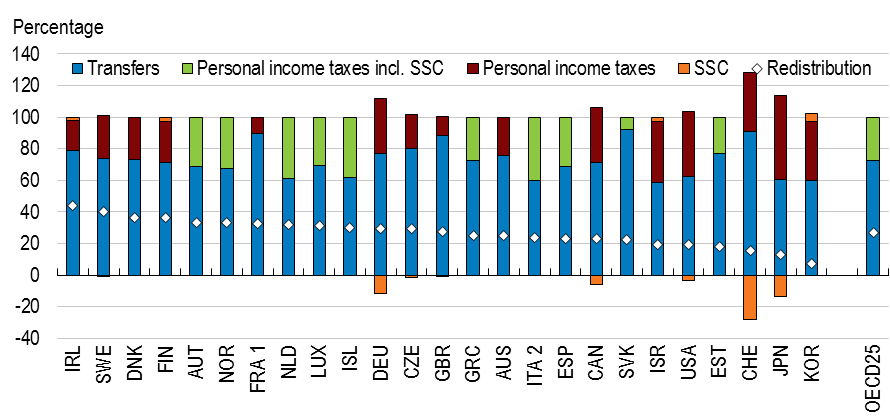 Percentage
140
120
100
80
60
40
20
0
-20
-40
Transfers Personal income taxes incl. SSC Personal income taxes SSC Redistribution
IRL
SWE
DNK
FIN
AUT
NOR
FRA 1
NLD
LUX
ISL
DEU
CZE
GBR
GRC
AUS
ITA 2
ESP
CAN
SVK
ISR
USA
EST
CHE
JPN
KOR
OECD25